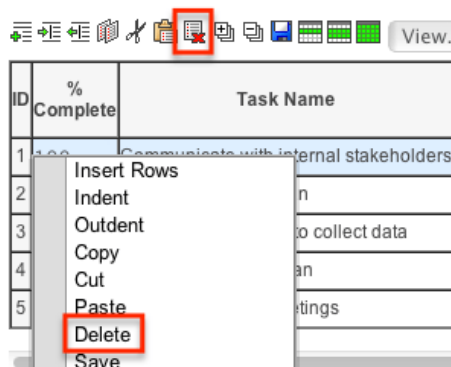 View.
ID
%
Complete
Task Name
1
Communicate with internal stakeholders
Insert Rows
2
Indent
n
3
Outdent
to collect data
Copy
4
an
Cut
5
Paste
etings
Delete
Save